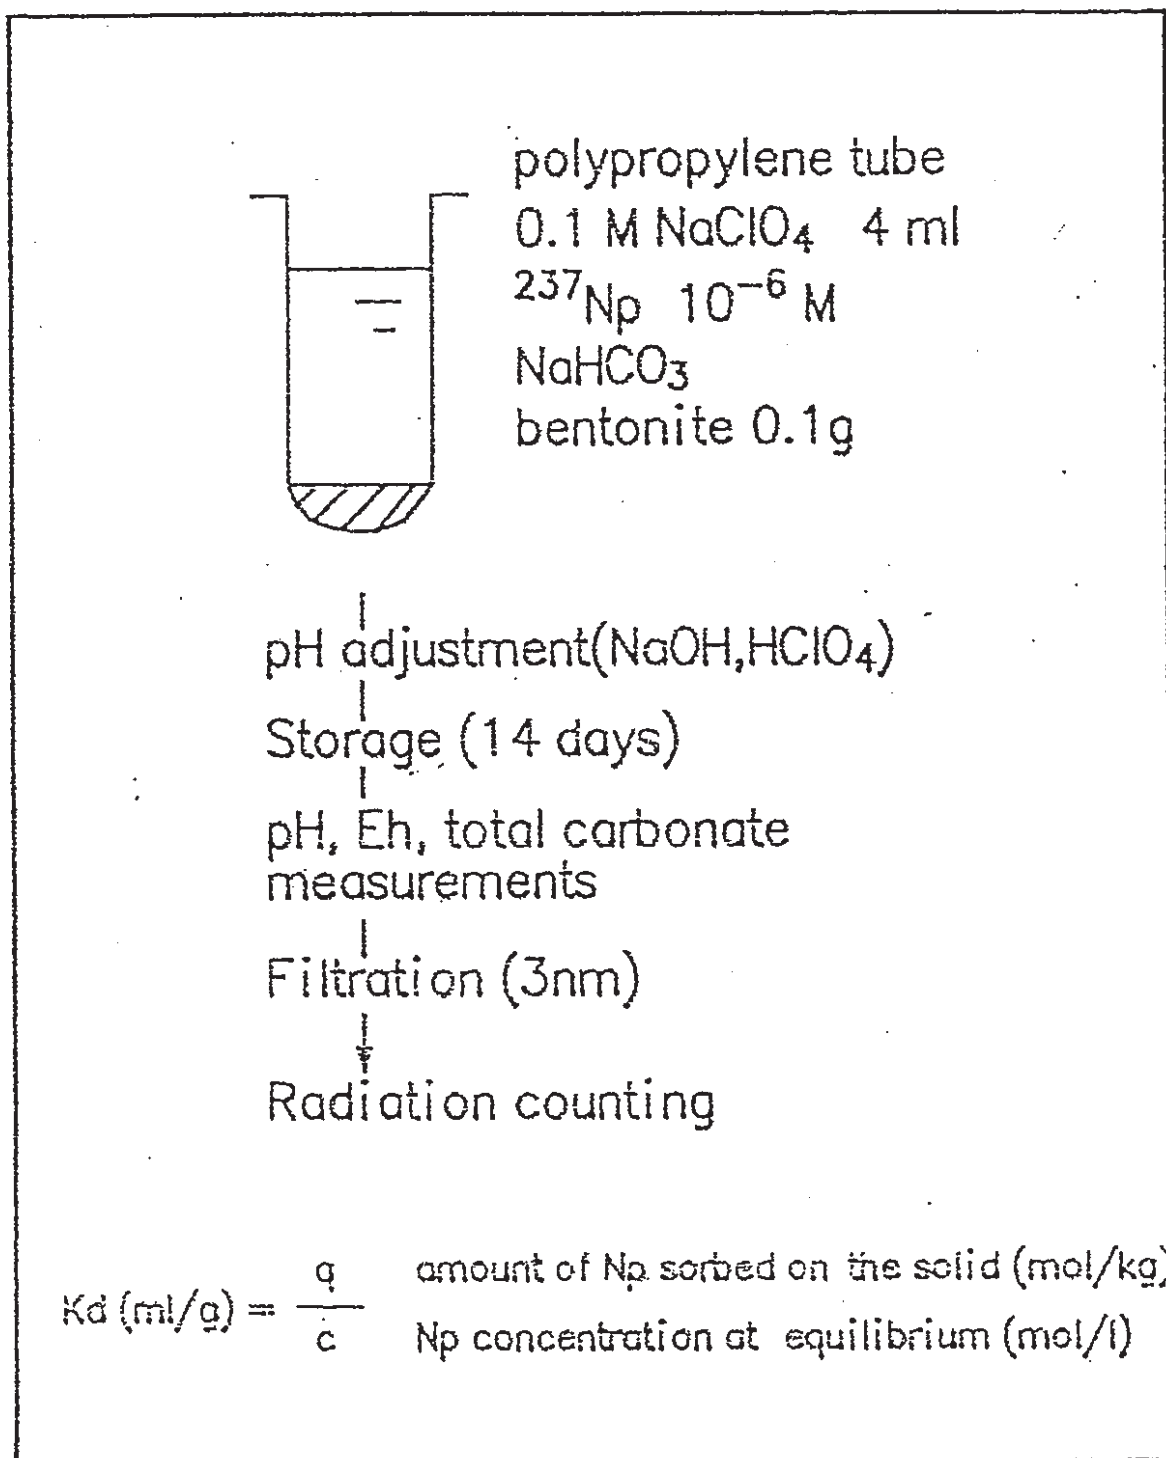 polypropylene tube
0.1 M NaClO₄ 4 ml
²³⁷Np 10⁻⁶ M
NaHCO₃
bentonite 0.1g
pH adjustment(NaOH,HClO₄)
Storage (14 days)
pH, Eh, total carbonate
measurements
Filtration (3nm)
Radiation counting
Kd (ml/g) = q / c
amount of Np sorbed on the solid (mol/kg)
Np concentration at equilibrium (mol/l)